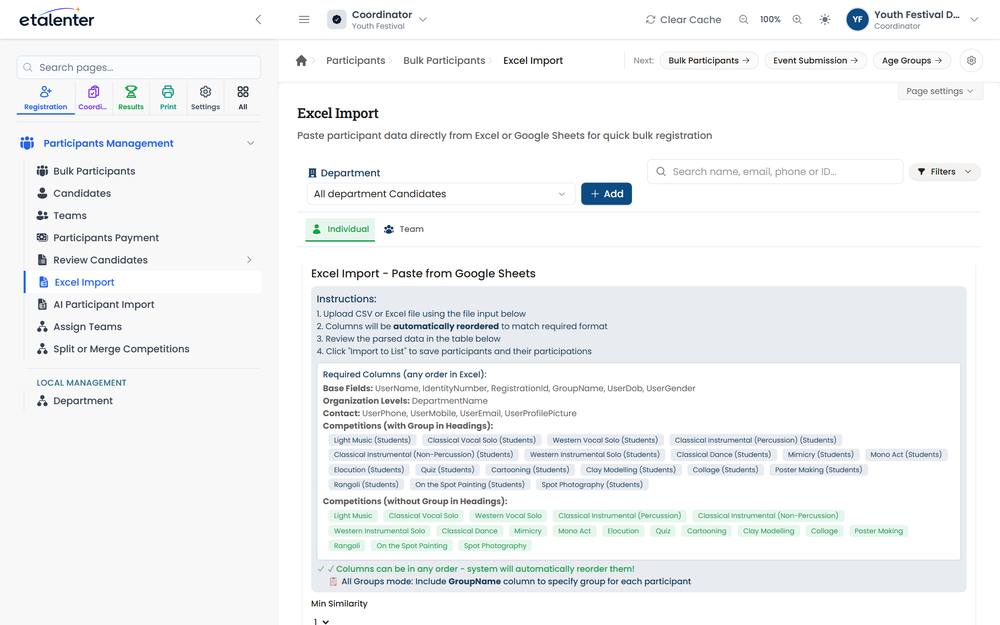 etalenter
Coordinator
Youth Festival
Clear Cache
100%
YF
Youth Festival D...
Coordinator
Search pages...
Registration
Coordi...
Results
Print
Settings
All
Participants Management
Bulk Participants
Candidates
Teams
Participants Payment
Review Candidates
Excel Import
AI Participant Import
Assign Teams
Split or Merge Competitions
LOCAL MANAGEMENT
Department
Participants
Bulk Participants
Excel Import
Next:
Bulk Participants →
Event Submission →
Age Groups →
Page settings
Excel Import
Paste participant data directly from Excel or Google Sheets for quick bulk registration
Department
All department Candidates
+ Add
Search name, email, phone or ID...
Filters
Individual
Team
Excel Import - Paste from Google Sheets
Instructions:
1. Upload CSV or Excel file using the file input below
2. Columns will be automatically reordered to match required format
3. Review the parsed data in the table below
4. Click "Import to List" to save participants and their participations
Required Columns (any order in Excel):
Base Fields: UserName, IdentityNumber, RegistrationId, GroupName, UserDob, UserGender
Organization Levels: DepartmentName
Contact: UserPhone, UserMobile, UserEmail, UserProfilePicture
Competitions (with Group in Headings):
Light Music (Students) Classical Vocal Solo (Students) Western Vocal Solo (Students) Classical Instrumental (Percussion) (Students)
Classical Instrumental (Non-Percussion) (Students) Western Instrumental Solo (Students) Classical Dance (Students) Mimicry (Students) Mono Act (Students)
Elocution (Students) Quiz (Students) Cartooning (Students) Clay Modelling (Students) Collage (Students) Poster Making (Students)
Rangoli (Students) On the Spot Painting (Students) Spot Photography (Students)
Competitions (without Group in Headings):
Light Music Classical Vocal Solo Western Vocal Solo Classical Instrumental (Percussion) Classical Instrumental (Non-Percussion)
Western Instrumental Solo Classical Dance Mimicry Mono Act Elocution Quiz Cartooning Clay Modelling Collage Poster Making
Rangoli On the Spot Painting Spot Photography
✓ ✓ Columns can be in any order - system will automatically reorder them!
All Groups mode: Include GroupName column to specify group for each participant
Min Similarity
1